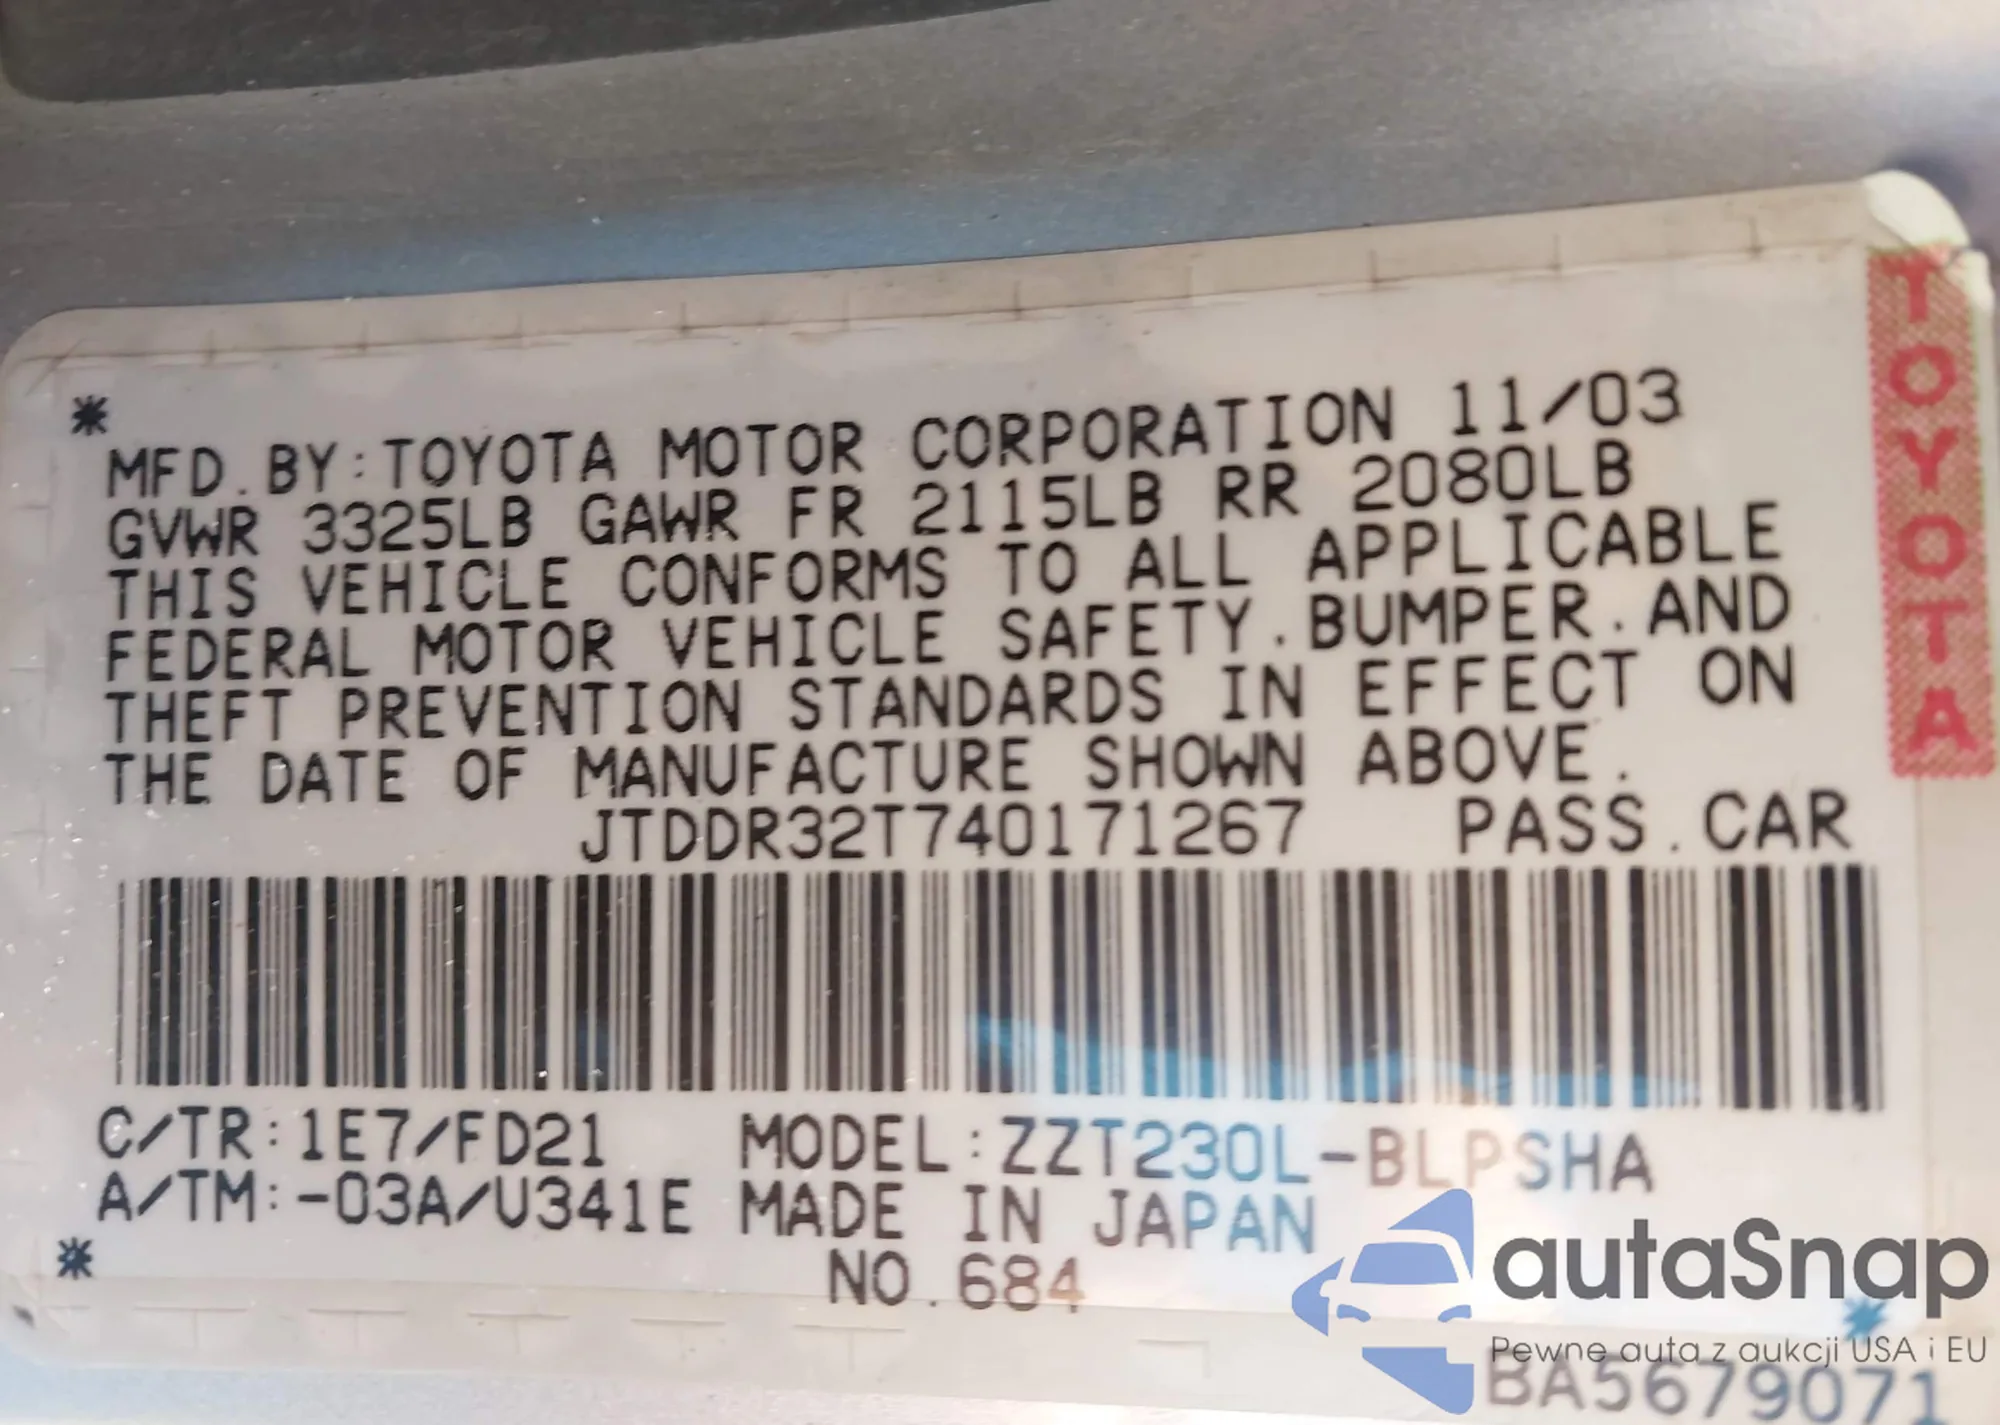 MFD.BY:TOYOTA MOTOR CORPORATION 11/03
GVWR 3325LB GAWR FR 2115LB RR 2080LB
THIS VEHICLE CONFORMS TO ALL APPLICABLE
FEDERAL MOTOR VEHICLE SAFETY.BUMPER.AND
THEFT PREVENTION STANDARDS IN EFFECT ON
THE DATE OF MANUFACTURE SHOWN ABOVE.
JTDDR32T740171267 PASS.CAR
C/TR:1E7/FD21 MODEL:ZZT230L-BLPSHA
A/TM:-03A/U341E MADE IN JAPAN
NO.684
TOYOTA
autaSnap
Pewne auta z aukcji USA i EU
BA5679071